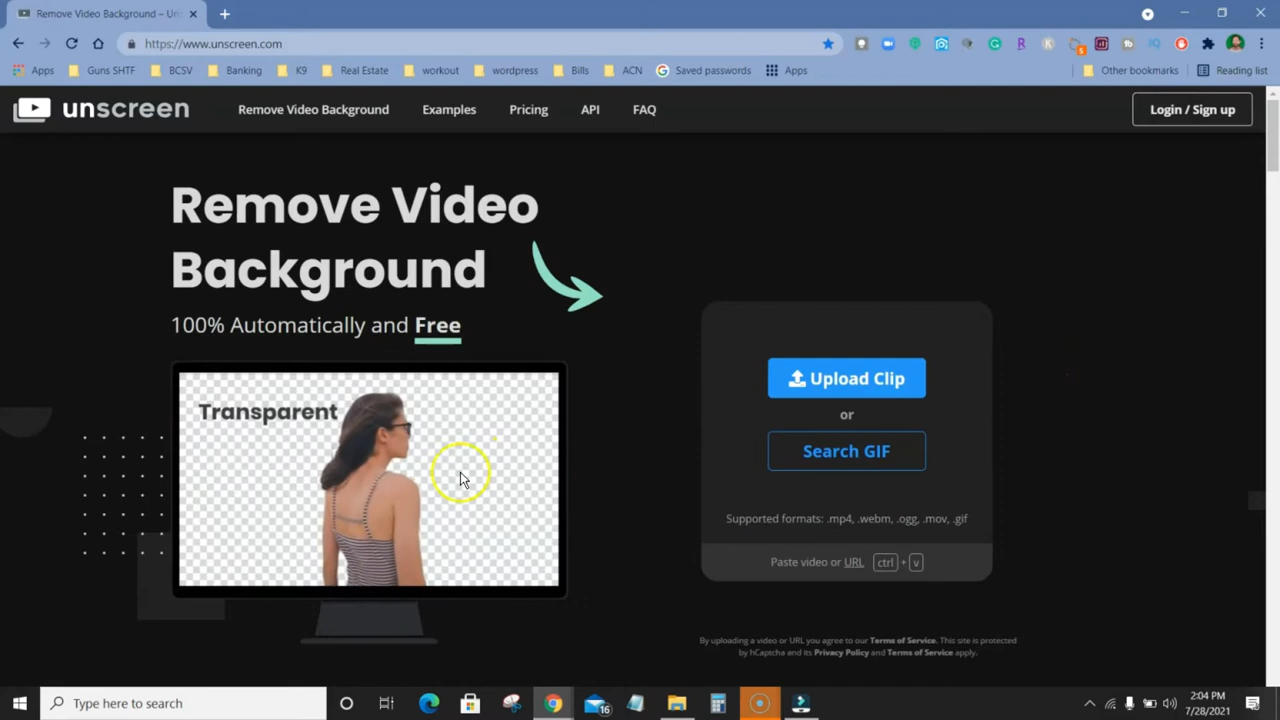 Remove Video Background – Un
https://www.unscreen.com
5
Apps Guns SHTF BCSV Banking K9 Real Estate workout wordpress Bills ACN Saved passwords Apps Other bookmarks Reading list
unscreen Remove Video Background Examples Pricing API FAQ Login / Sign up
Remove Video
Background
100% Automatically and Free
Transparent
Upload Clip
or
Search GIF
Supported formats: .mp4, .webm, .ogg, .mov, .gif
Paste video or URL ctrl + v
By uploading a video or URL you agree to our Terms of Service. This site is protected
by hCaptcha and its Privacy Policy and Terms of Service apply.
Type here to search 16 2:04 PM
7/28/2021